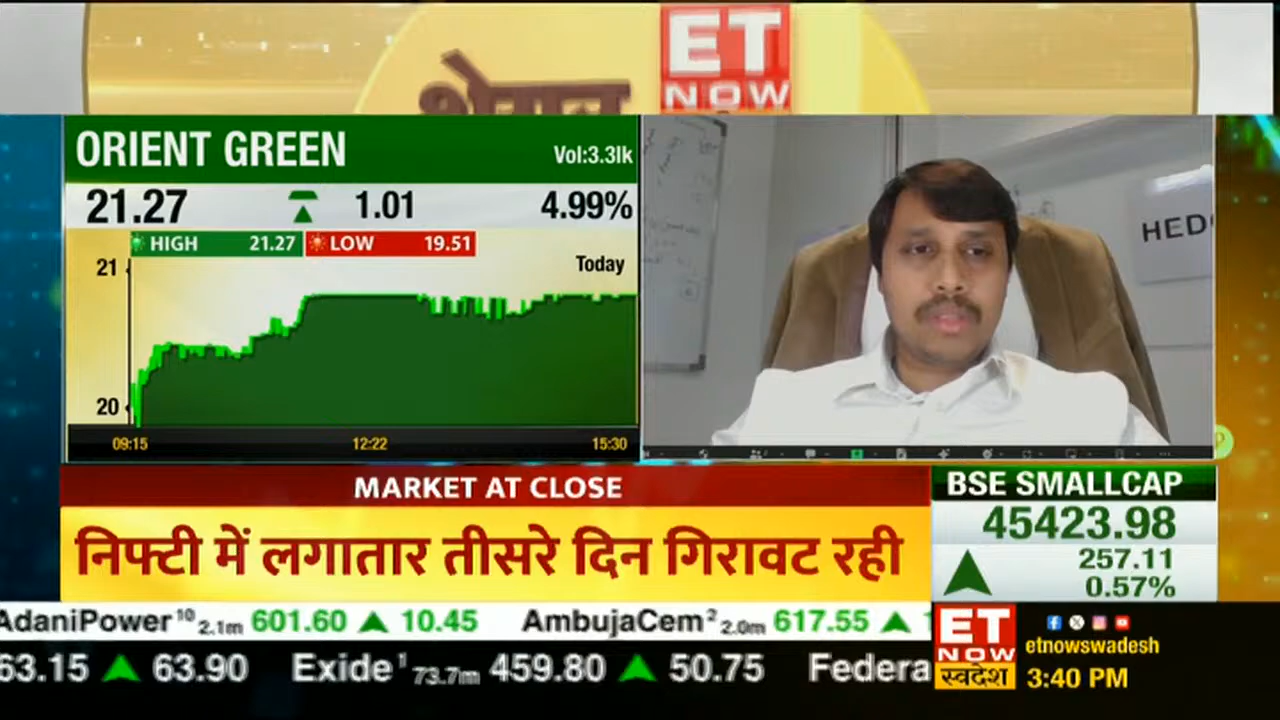 ET
NOW
ORIENT GREEN
Vol:3.3lk
21.27
1.01
4.99%
HIGH 21.27
LOW 19.51
Today
21
20
09:15
12:22
15:30
HED
MARKET AT CLOSE
निफ्टी में लगातार तीसरे दिन गिरावट रही
BSE SMALLCAP
45423.98
257.11
0.57%
AdaniPower 10 2.1m 601.60 10.45 AmbujaCem 2 2.0m 617.55 1
63.15 63.90 Exide 1 73.7m 459.80 50.75 Federa
ET
NOW
स्वदेश
etnowswadesh
3:40 PM